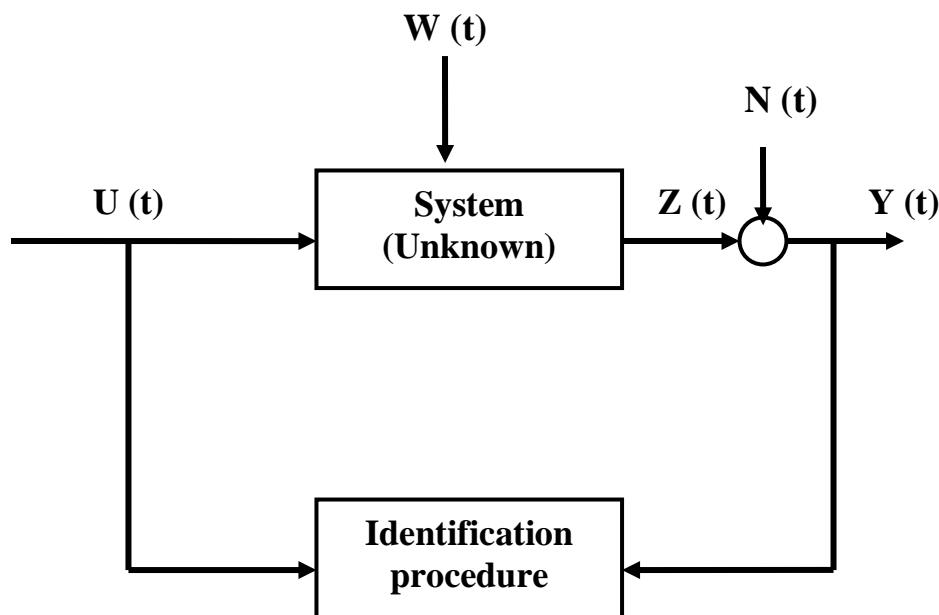 W (t)
N (t)
U (t)
System
(Unknown)
Z (t)
Y (t)
Identification
procedure